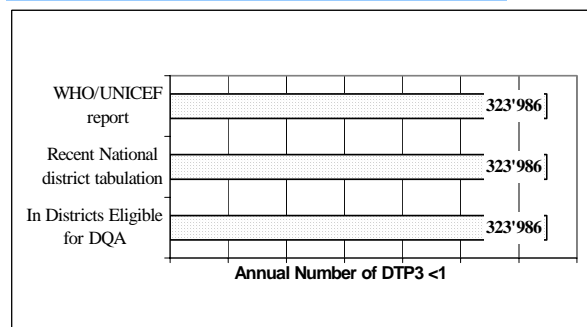 WHO/UNICEF
report
323'986
Recent National
district tabulation
323'986
In Districts Eligible
for DQA
323'986
Annual Number of DTP3 <1